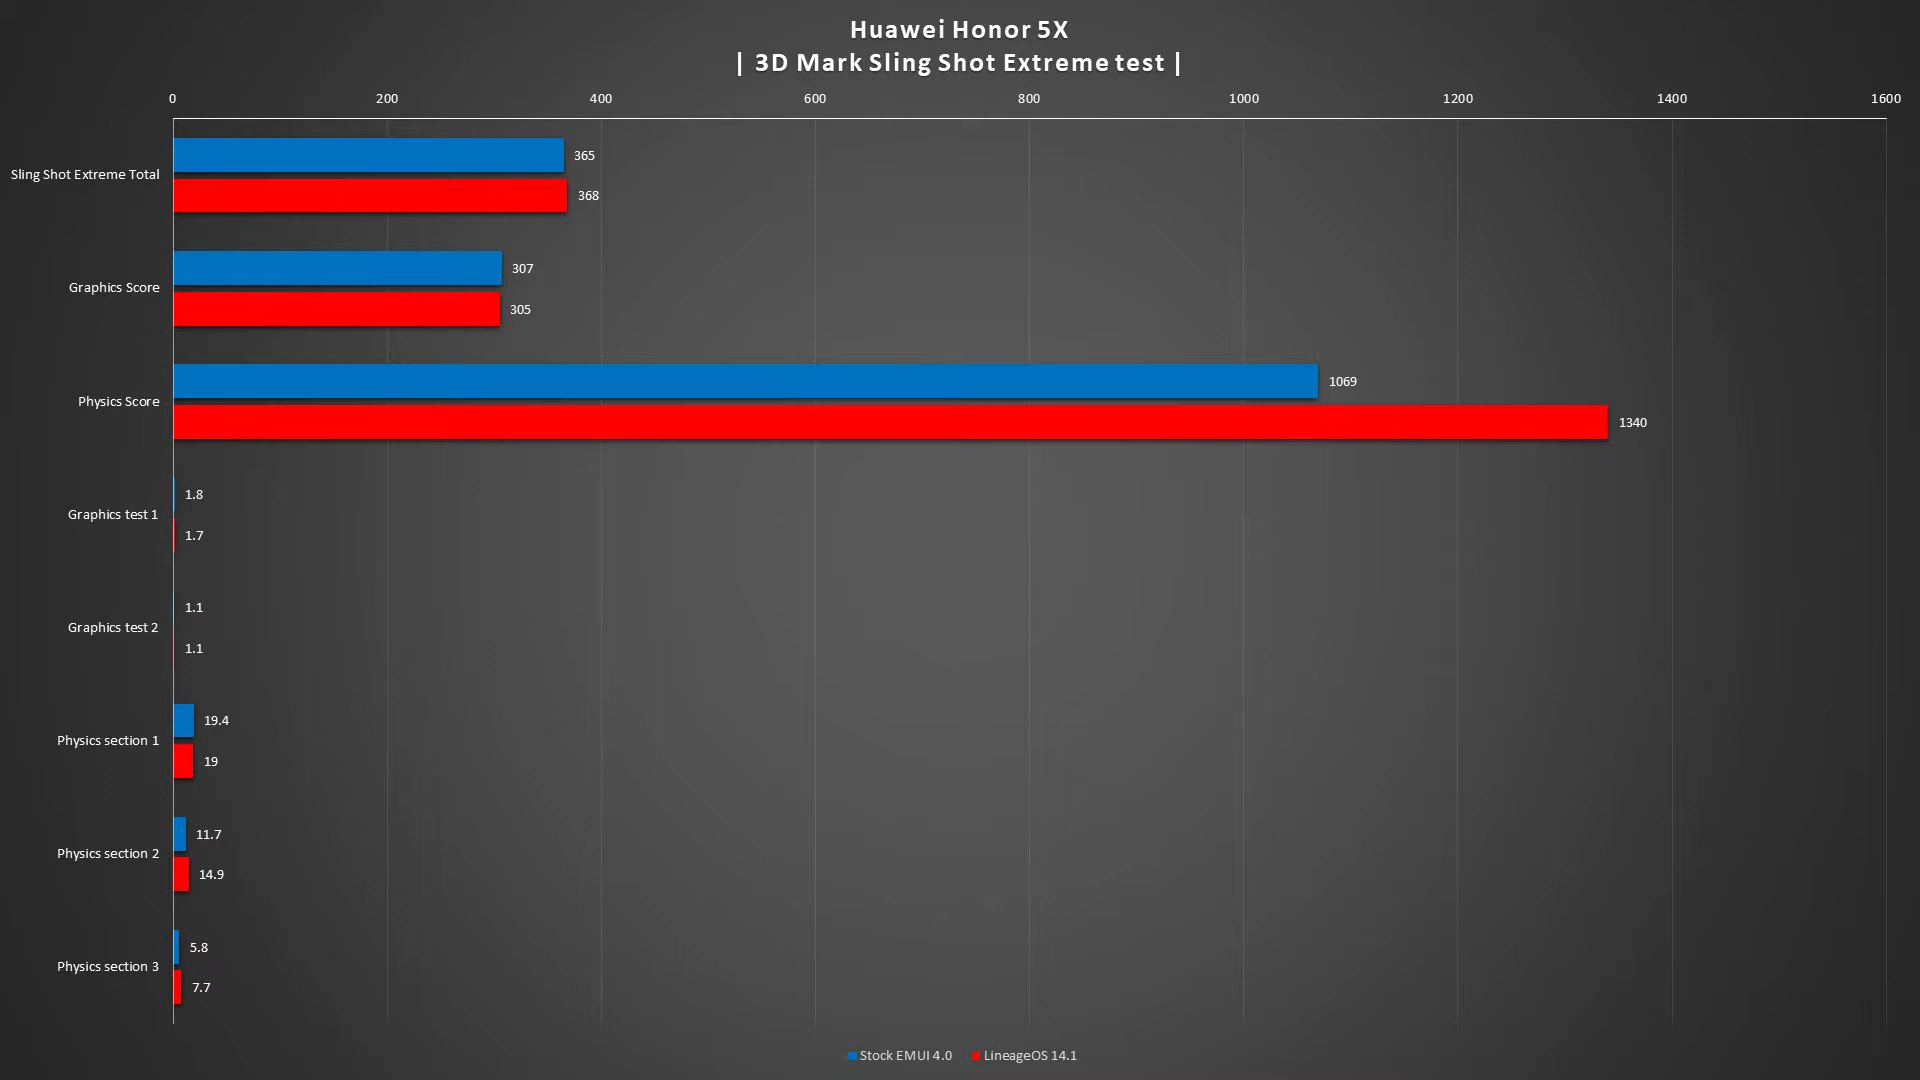 Huawei Honor 5X
| 3D Mark Sling Shot Extreme test |
0 200 400 600 800 1000 1200 1400 1600
Sling Shot Extreme Total
365
368
Graphics Score
307
305
Physics Score
1069
1340
Graphics test 1
1.8
1.7
Graphics test 2
1.1
1.1
Physics section 1
19.4
19
Physics section 2
11.7
14.9
Physics section 3
5.8
7.7
Stock EMUI 4.0 LineageOS 14.1